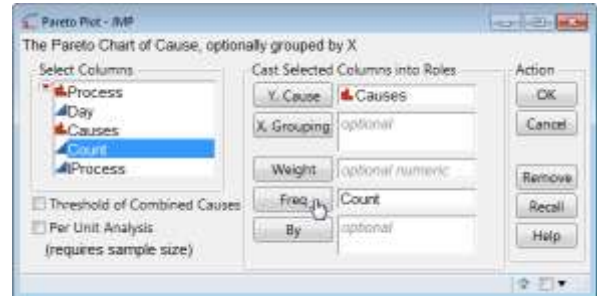 Pareto Plot - JMP
The Pareto Chart of Cause, optionally grouped by X
Select Columns
Process
Day
Causes
Count
iProcess
Threshold of Combined Causes
Per Unit Analysis
(requires sample size)
Cast Selected Columns into Roles
Y, Cause Causes
X, Grouping optional
Weight optional numeric
Freq Count
By optional
Action
OK
Cancel
Remove
Recall
Help